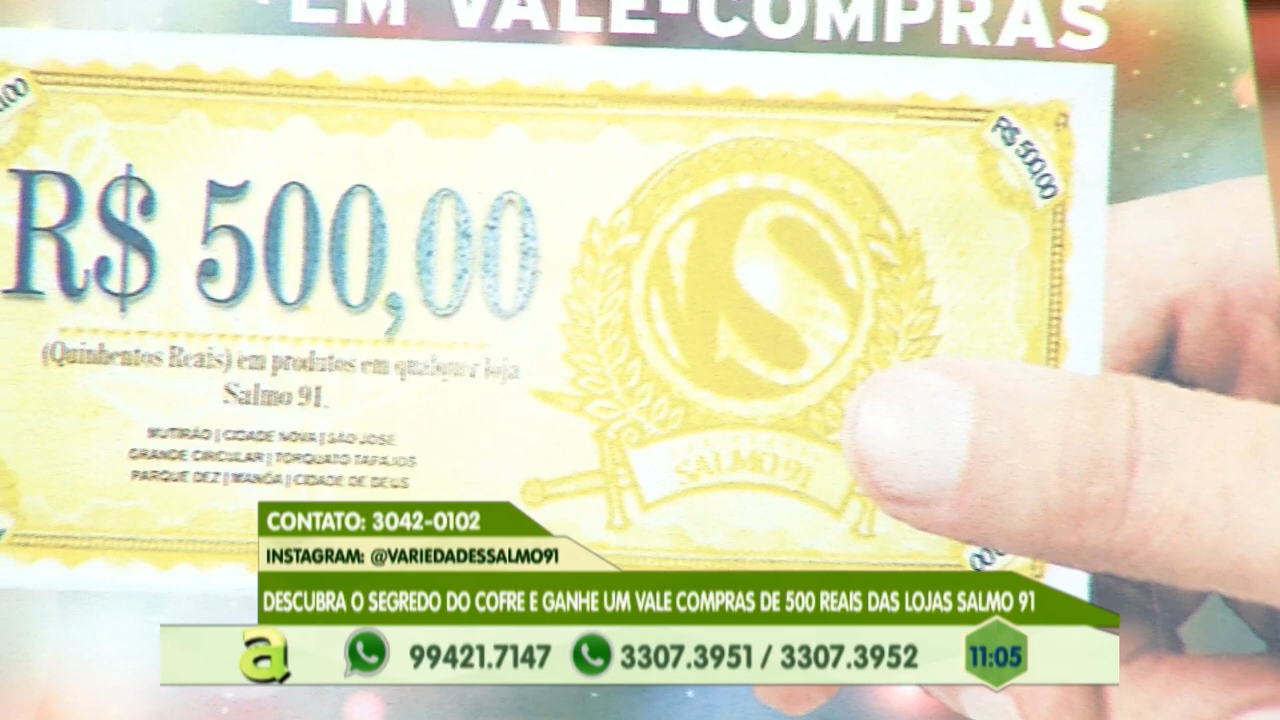 EM VALE-COMPRAS
R$ 500,00
R$ 500,00
(Quinhentos Reais) em produtos em qualquer loja
Salmo 91.
MUTIRÃO | CIDADE NOVA | SÃO JOSÉ
GRANDE CIRCULAR | TORQUATO TAPAJOS
PARQUE DEZ | MANOA | CIDADE DE DEUS
SALMO 91
CONTATO: 3042-0102
INSTAGRAM: @VARIEDADESSALMO91
DESCUBRA O SEGREDO DO COFRE E GANHE UM VALE COMPRAS DE 500 REAIS DAS LOJAS SALMO 91
a 99421.7147 3307.3951 / 3307.3952 11:05